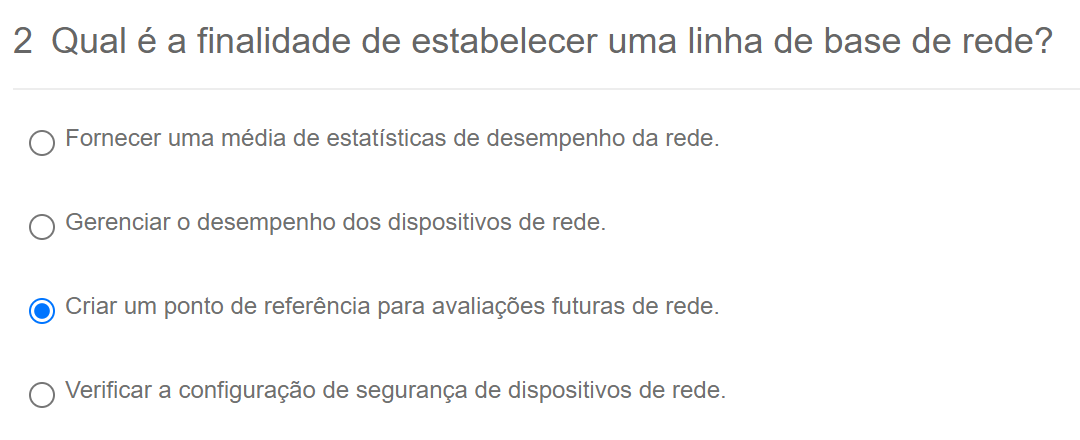 2 Qual é a finalidade de estabelecer uma linha de base de rede?
Fornecer uma média de estatísticas de desempenho da rede.
Gerenciar o desempenho dos dispositivos de rede.
Criar um ponto de referência para avaliações futuras de rede.
Verificar a configuração de segurança de dispositivos de rede.